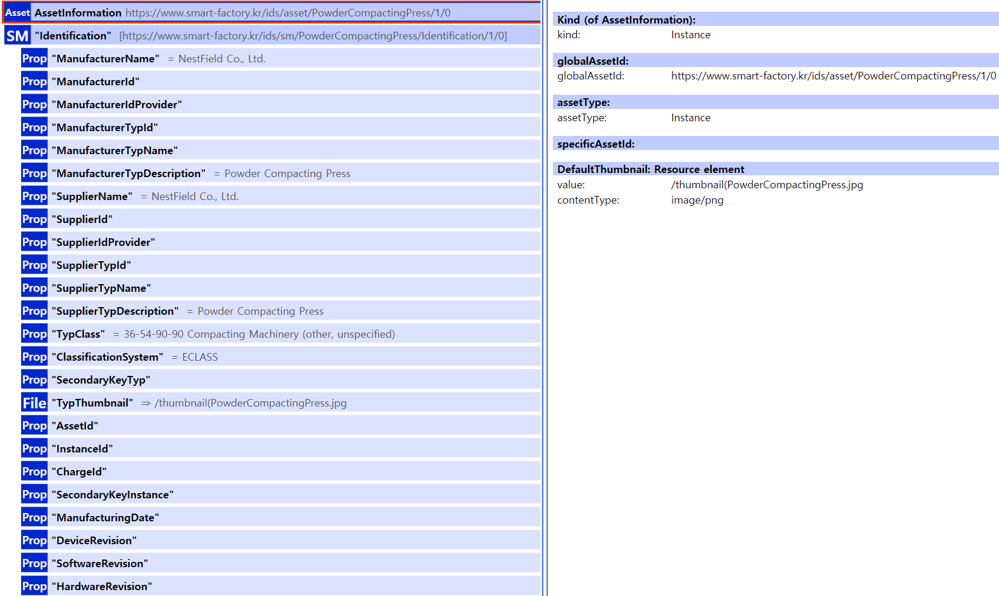 Asset AssetInformation https://www.smart-factory.kr/ids/asset/PowderCompactingPress/1/0
SM "Identification" [https://www.smart-factory.kr/ids/sm/PowderCompactingPress/Identification/1/0]
Prop "ManufacturerName" = NestField Co., Ltd.
Prop "ManufacturerId"
Prop "ManufacturerIdProvider"
Prop "ManufacturerTypId"
Prop "ManufacturerTypName"
Prop "ManufacturerTypDescription" = Powder Compacting Press
Prop "SupplierName" = NestField Co., Ltd.
Prop "SupplierId"
Prop "SupplierIdProvider"
Prop "SupplierTypId"
Prop "SupplierTypName"
Prop "SupplierTypDescription" = Powder Compacting Press
Prop "TypClass" = 36-54-90-90 Compacting Machinery (other, unspecified)
Prop "ClassificationSystem" = ECLASS
Prop "SecondaryKeyTyp"
File "TypThumbnail" ⇒ /thumbnail(PowderCompactingPress.jpg
Prop "AssetId"
Prop "InstanceId"
Prop "ChargeId"
Prop "SecondaryKeyInstance"
Prop "ManufacturingDate"
Prop "DeviceRevision"
Prop "SoftwareRevision"
Prop "HardwareRevision"
Kind (of AssetInformation):
kind: Instance
globalAssetId:
globalAssetId: https://www.smart-factory.kr/ids/asset/PowderCompactingPress/1/0
assetType:
assetType: Instance
specificAssetId:
DefaultThumbnail: Resource element
value: /thumbnail(PowderCompactingPress.jpg
contentType: image/png